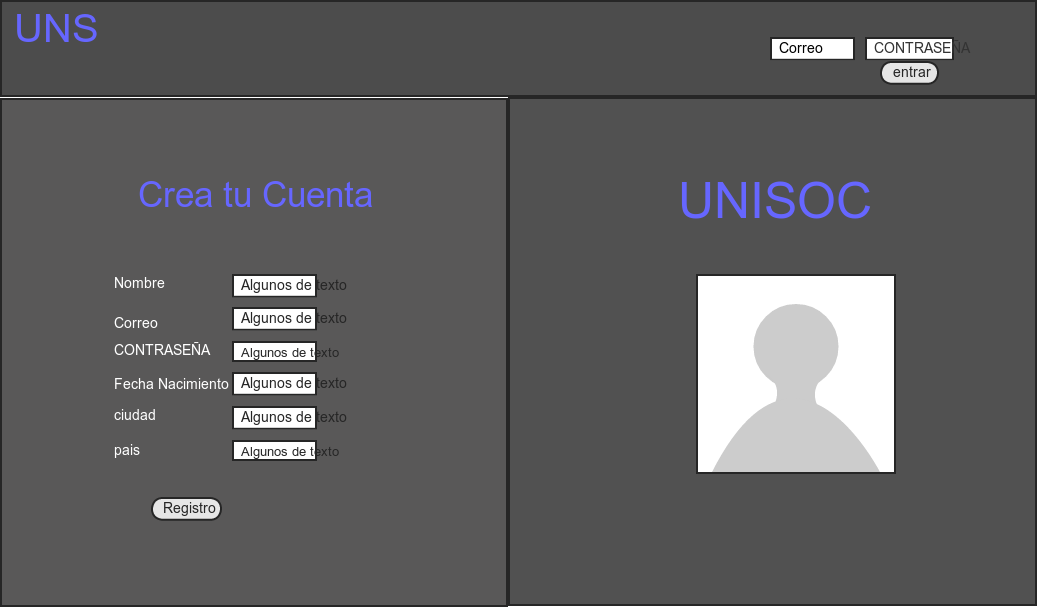 UNS
Correo CONTRASEÑA
entrar
Crea tu Cuenta
Nombre Algunos de texto
Correo Algunos de texto
CONTRASEÑA Algunos de texto
Fecha Nacimiento Algunos de texto
ciudad Algunos de texto
pais Algunos de texto
Registro
UNISOC